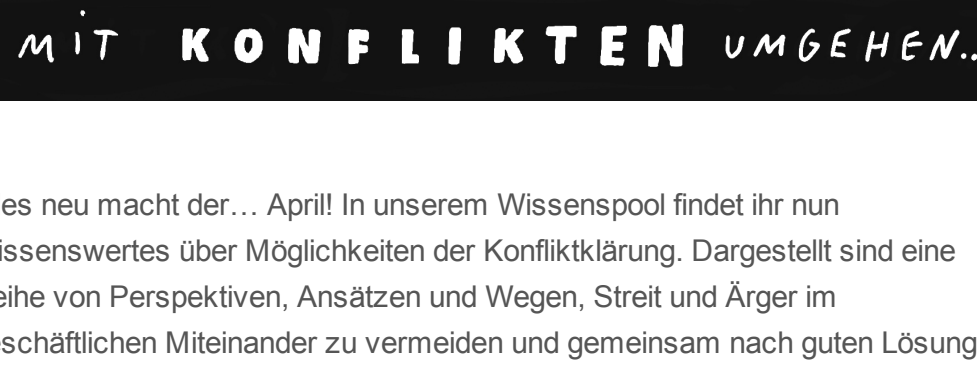 MiT KONFLIKTEN UMGEHEN..
es neu macht der… April! In unserem Wissenspool findet ihr nun
issenswertes über Möglichkeiten der Konfliktklärung. Dargestellt sind eine
eihe von Perspektiven, Ansätzen und Wegen, Streit und Ärger im
eschäftlichen Miteinander zu vermeiden und gemeinsam nach guten Lösung